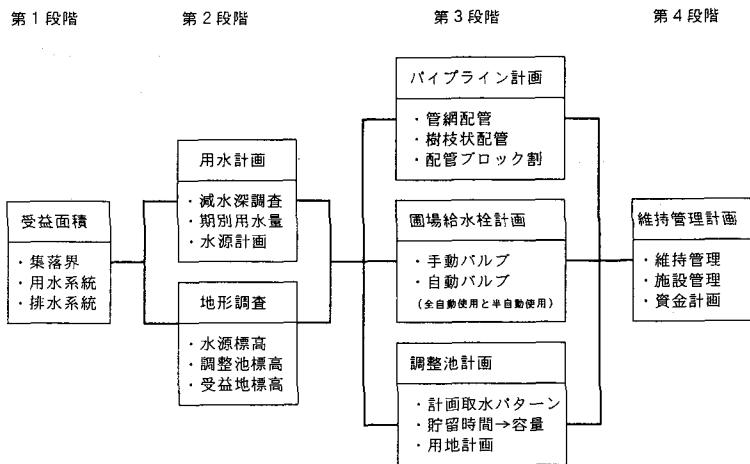 第１段階
第２段階
第３段階
第４段階
受益面積
・集落界
・用水系統
・排水系統
用水計画
・減水深調査
・期別用水量
・水源計画
地形調査
・水源標高
・調整池標高
・受益地標高
パイプライン計画
・管網配管
・樹枝状配管
・配管ブロック割
圃場給水栓計画
・手動バルブ
・自動バルブ
（全自動使用と半自動使用）
調整池計画
・計画取水パターン
・貯留時間→容量
・用地計画
維持管理計画
・維持管理
・施設管理
・資金計画